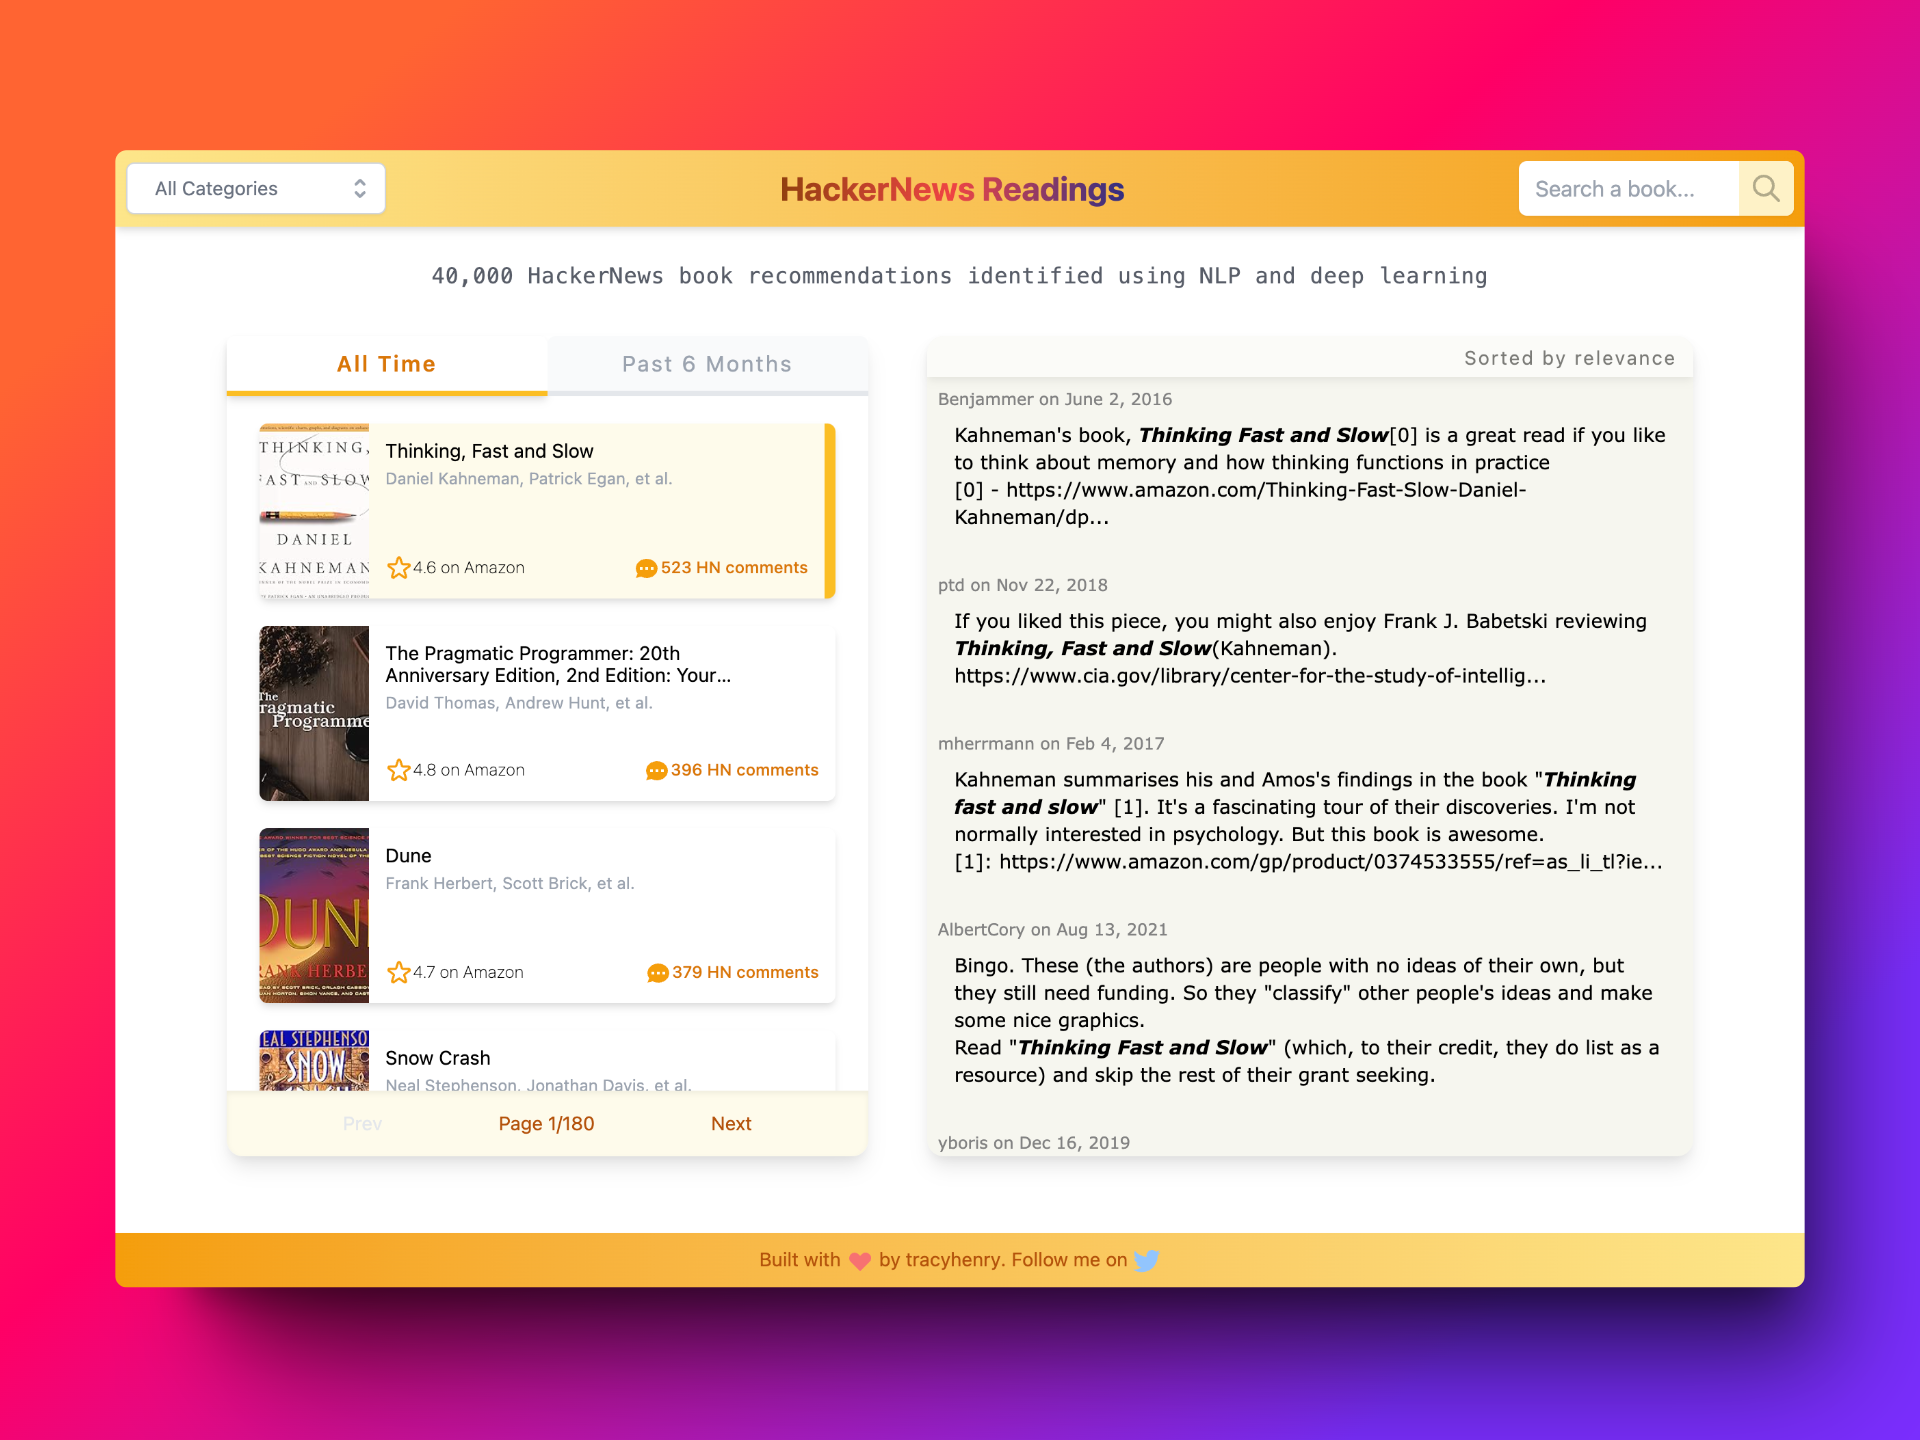 All Categories
HackerNews Readings
Search a book...
40,000 HackerNews book recommendations identified using NLP and deep learning
All Time
Past 6 Months
THINKING,
FAST AND SLOW
DANIEL
KAHNEMAN
Thinking, Fast and Slow
Daniel Kahneman, Patrick Egan, et al.
4.6 on Amazon
523 HN comments
The
ragmatic
Programme
The Pragmatic Programmer: 20th
Anniversary Edition, 2nd Edition: Your...
David Thomas, Andrew Hunt, et al.
4.8 on Amazon
396 HN comments
DUN
RANK HERBE
Dune
Frank Herbert, Scott Brick, et al.
4.7 on Amazon
379 HN comments
EAL STEPHENSO
SNOW
Snow Crash
Neal Stephenson, Jonathan Davis, et al.
Prev
Page 1/180
Next
Sorted by relevance
Benjammer on June 2, 2016
Kahneman's book, Thinking Fast and Slow[0] is a great read if you like
to think about memory and how thinking functions in practice
[0] - https://www.amazon.com/Thinking-Fast-Slow-Daniel-
Kahneman/dp...
ptd on Nov 22, 2018
If you liked this piece, you might also enjoy Frank J. Babetski reviewing
Thinking, Fast and Slow(Kahneman).
https://www.cia.gov/library/center-for-the-study-of-intellig...
mherrmann on Feb 4, 2017
Kahneman summarises his and Amos's findings in the book "Thinking
fast and slow" [1]. It's a fascinating tour of their discoveries. I'm not
normally interested in psychology. But this book is awesome.
[1]: https://www.amazon.com/gp/product/0374533555/ref=as_li_tl?ie...
AlbertCory on Aug 13, 2021
Bingo. These (the authors) are people with no ideas of their own, but
they still need funding. So they "classify" other people's ideas and make
some nice graphics.
Read "Thinking Fast and Slow" (which, to their credit, they do list as a
resource) and skip the rest of their grant seeking.
yboris on Dec 16, 2019
Built with by tracyhenry. Follow me on